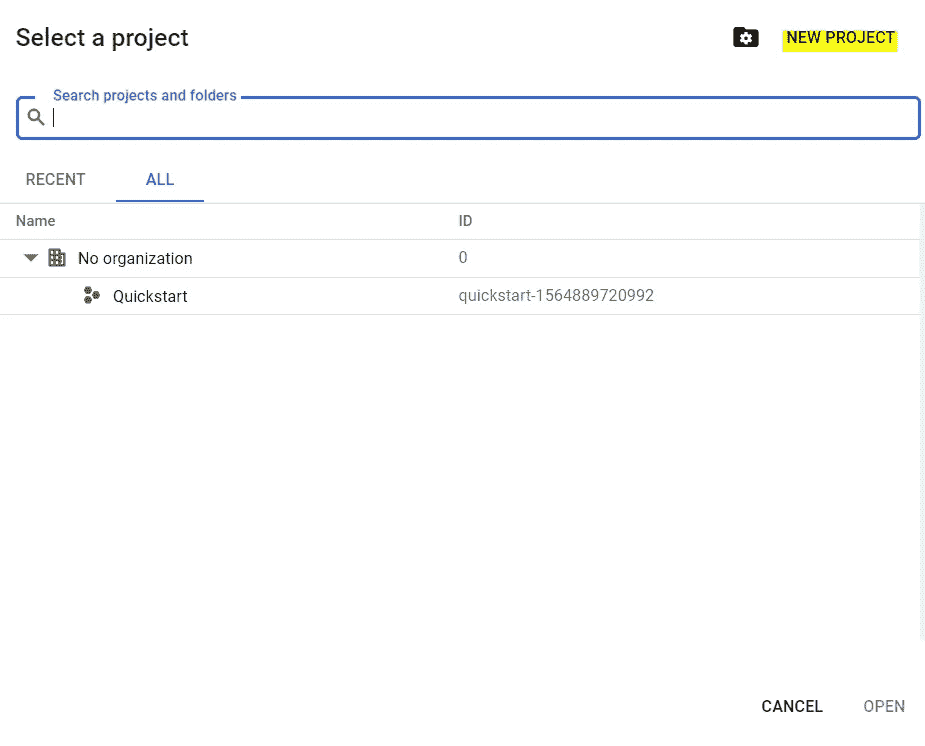 Select a project
NEW PROJECT
Search projects and folders
RECENT ALL
Name ID
No organization 0
Quickstart quickstart-1564889720992
CANCEL OPEN